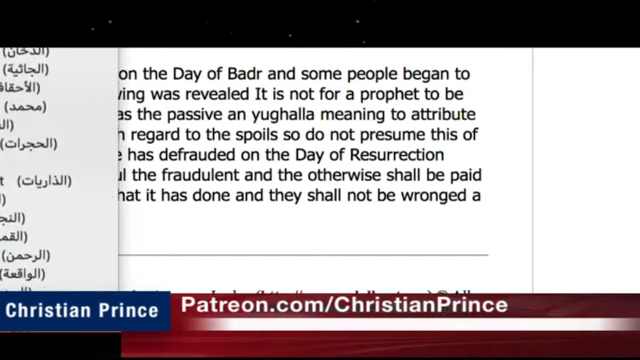 (الدخان)
(الجاثية)
(محمد)
(الحجرات)
(الذاريات)
(الرحمن)
(الواقعة)
on the Day of Badr and some people began to
was revealed It is not for a prophet to be
as the passive an yughalla meaning to attribute
regard to the spoils so do not presume this of
has defrauded on the Day of Resurrection
the fraudulent and the otherwise shall be paid
hat it has done and they shall not be wronged a
Christian Prince
Patreon.com/ChristianPrince